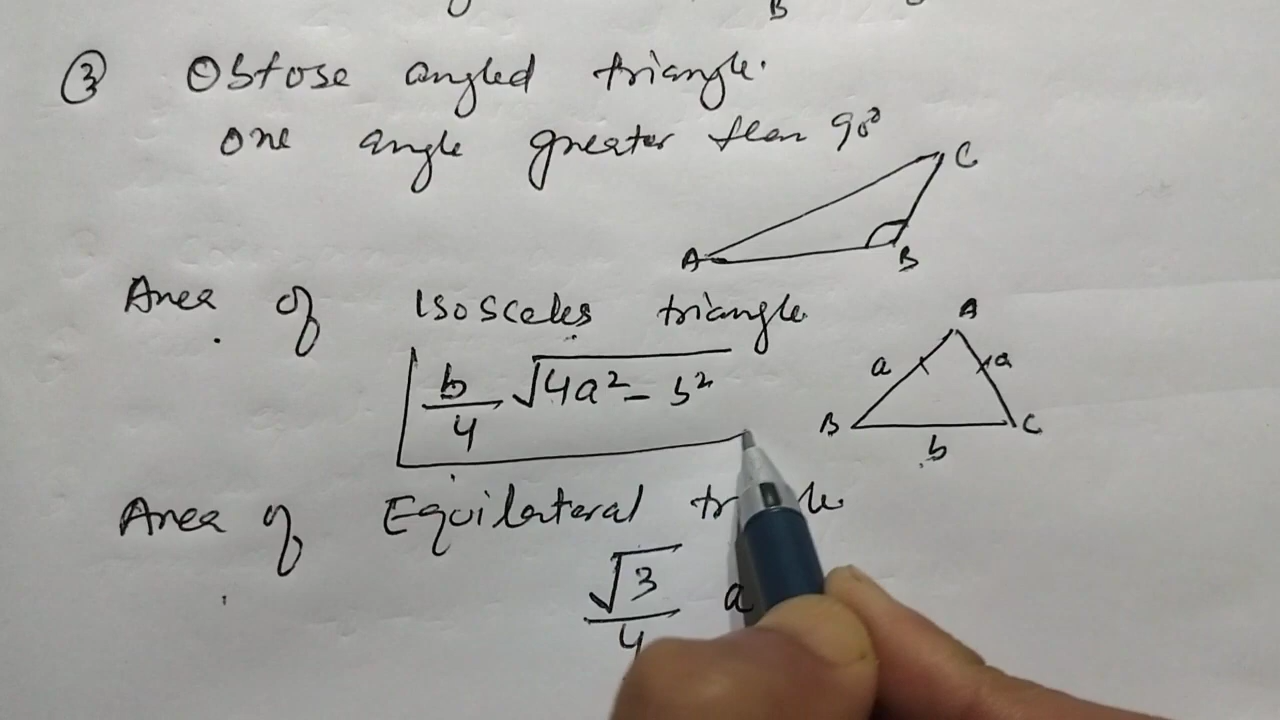 B
③ Obtose angled triangle.
one angle greater than 90°
C
A
B
Area of Isosceles triangle
A
a a
b/4 √4a² - b²
B C
b
Area of Equilateral
√3/4 a